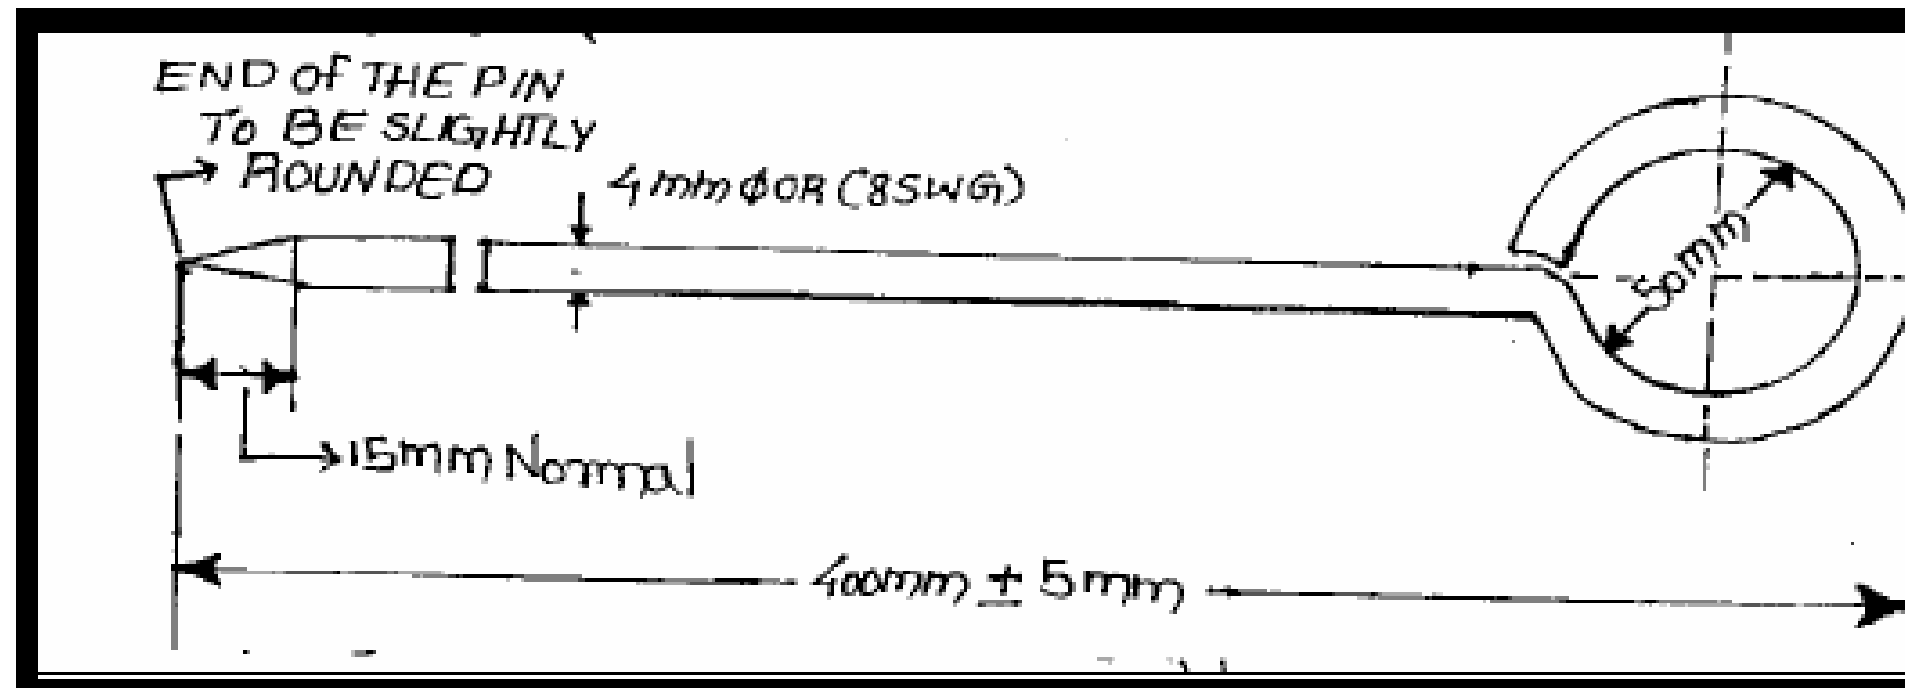 END of THE PIN
TO BE SLIGHTLY
ROUNDED
4mm ϕ OR (8SWG)
50mm
15mm Normal
400mm ± 5mm